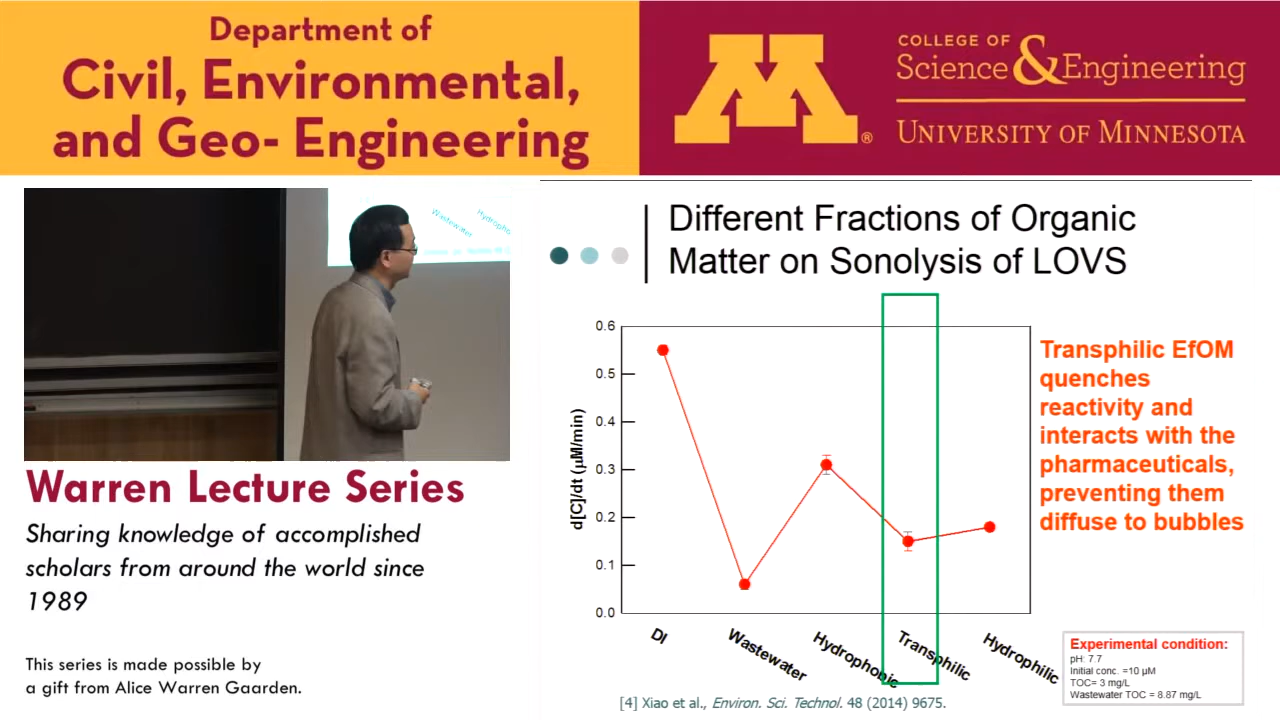 Department of
Civil, Environmental,
and Geo- Engineering
M®
COLLEGE OF
Science & Engineering
UNIVERSITY OF MINNESOTA
Wastewater
Warren Lecture Series
Sharing knowledge of accomplished
scholars from around the world since
1989
This series is made possible by
a gift from Alice Warren Gaarden.
Different Fractions of Organic
Matter on Sonolysis of LOVS
0.6
0.5
0.4
0.3
0.2
0.1
0.0
d[C]/dt (μM/min)
DI
Wastewater
Hydrophobic
Transphilic
Hydrophilic
Transphilic EfOM
quenches
reactivity and
interacts with the
pharmaceuticals,
preventing them
diffuse to bubbles
Experimental condition:
pH: 7.7
Initial conc. =10 μM
TOC= 3 mg/L
Wastewater TOC = 8.87 mg/L
[4] Xiao et al., Environ. Sci. Technol. 48 (2014) 9675.